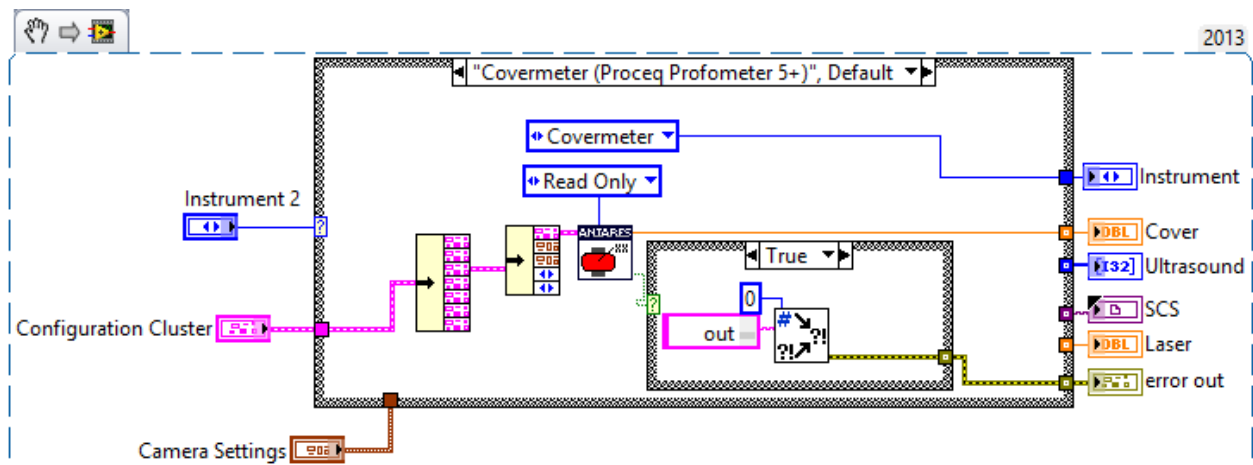 2013
"Covermeter (Proceq Profometer 5+)", Default
Covermeter
Read Only
Instrument 2
Instrument
ANTARES
XX
DBL Cover
True
I32 Ultrasound
0
SCS
Configuration Cluster
out
# ?!
?!
DBL Laser
error out
Camera Settings